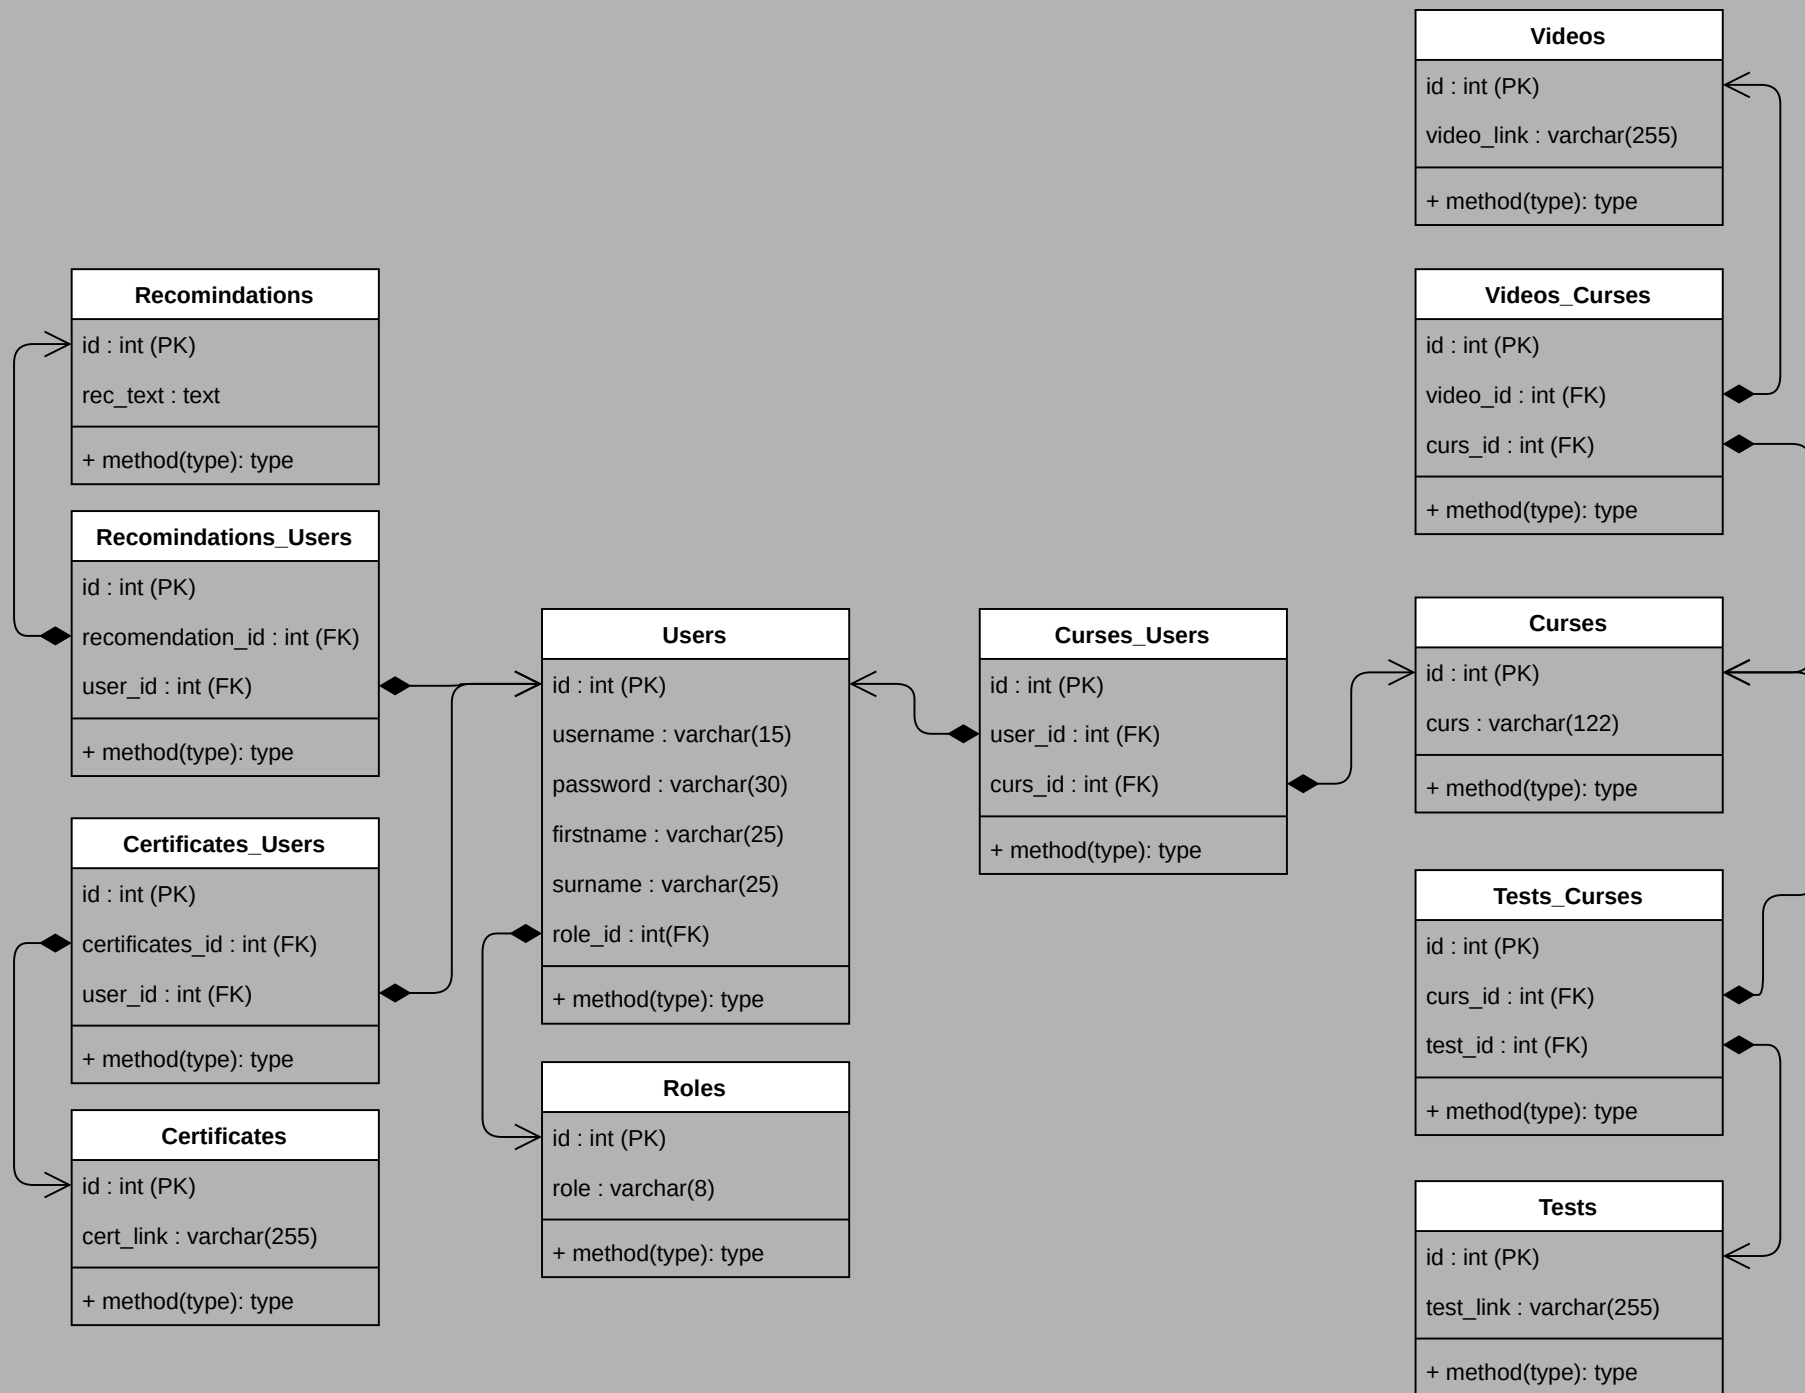 Videos
id : int (PK)
video_link : varchar(255)
+ method(type): type
Recomindations
id : int (PK)
rec_text : text
+ method(type): type
Videos_Curses
id : int (PK)
video_id : int (FK)
curs_id : int (FK)
+ method(type): type
Recomindations_Users
id : int (PK)
recomendation_id : int (FK)
user_id : int (FK)
+ method(type): type
Users
id : int (PK)
username : varchar(15)
password : varchar(30)
firstname : varchar(25)
surname : varchar(25)
role_id : int(FK)
+ method(type): type
Curses_Users
id : int (PK)
user_id : int (FK)
curs_id : int (FK)
+ method(type): type
Curses
id : int (PK)
curs : varchar(122)
+ method(type): type
Certificates_Users
id : int (PK)
certificates_id : int (FK)
user_id : int (FK)
+ method(type): type
Tests_Curses
id : int (PK)
curs_id : int (FK)
test_id : int (FK)
+ method(type): type
Certificates
id : int (PK)
cert_link : varchar(255)
+ method(type): type
Roles
id : int (PK)
role : varchar(8)
+ method(type): type
Tests
id : int (PK)
test_link : varchar(255)
+ method(type): type